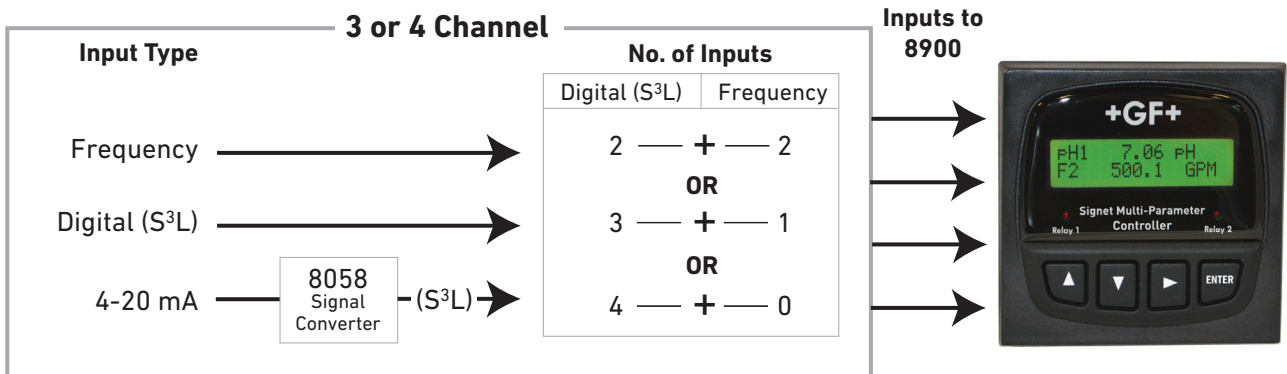 3 or 4 Channel
Inputs to
8900
Input Type
No. of Inputs
Digital (S³L) Frequency
Frequency
2 + 2
OR
Digital (S³L)
3 + 1
OR
4-20 mA
8058
Signal
Converter
(S³L)
4 + 0
+GF+
pH1 7.06 pH
F2 500.1 GPM
Signet Multi-Parameter
Controller
Relay 1
Relay 2
ENTER